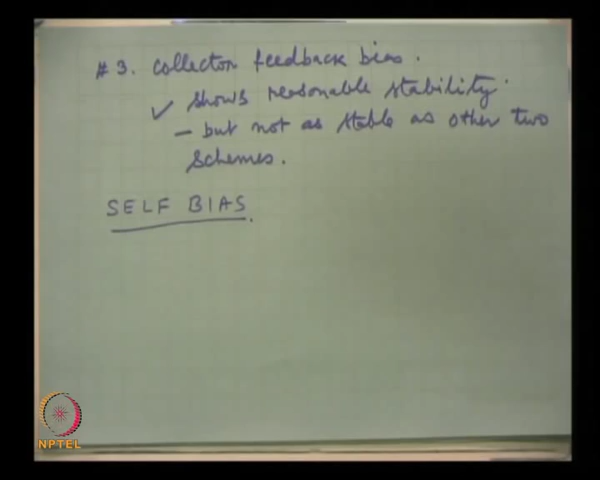 # 3. Collector feedback bias.
✓ shows reasonable stability.
- but not as stable as other two
schemes.
SELF BIAS.
NPTEL